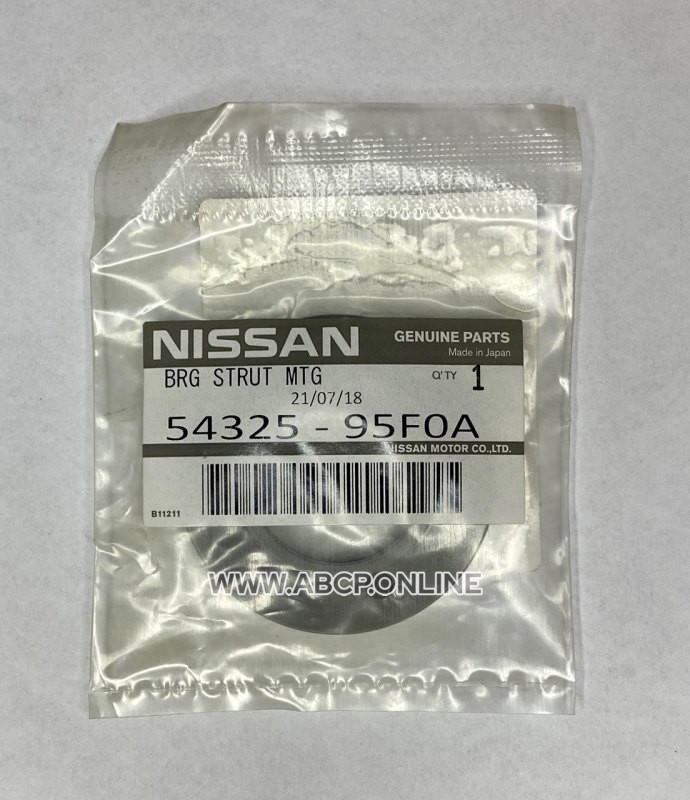 NISSAN
GENUINE PARTS
Made in Japan
BRG STRUT MTG
Q'TY 1
21/07/18
54325 - 95F0A
NISSAN MOTOR CO.,LTD.
B11211
WWW.ABCP.ONLINE